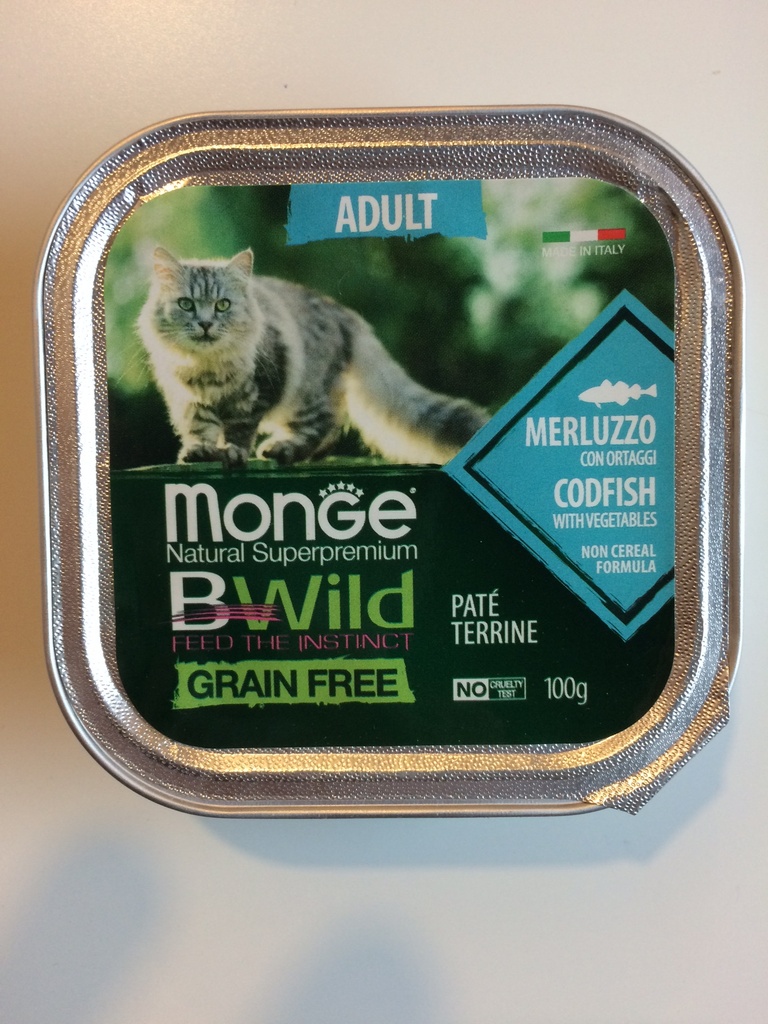 ADULT
MADE IN ITALY
MERLUZZO
CON ORTAGGI
CODFISH
WITH VEGETABLES
NON CEREAL
FORMULA
MonGe
Natural Superpremium
BWild
FEED THE INSTINCT
GRAIN FREE
PATÉ
TERRINE
NO CRUELTY
TEST
100g